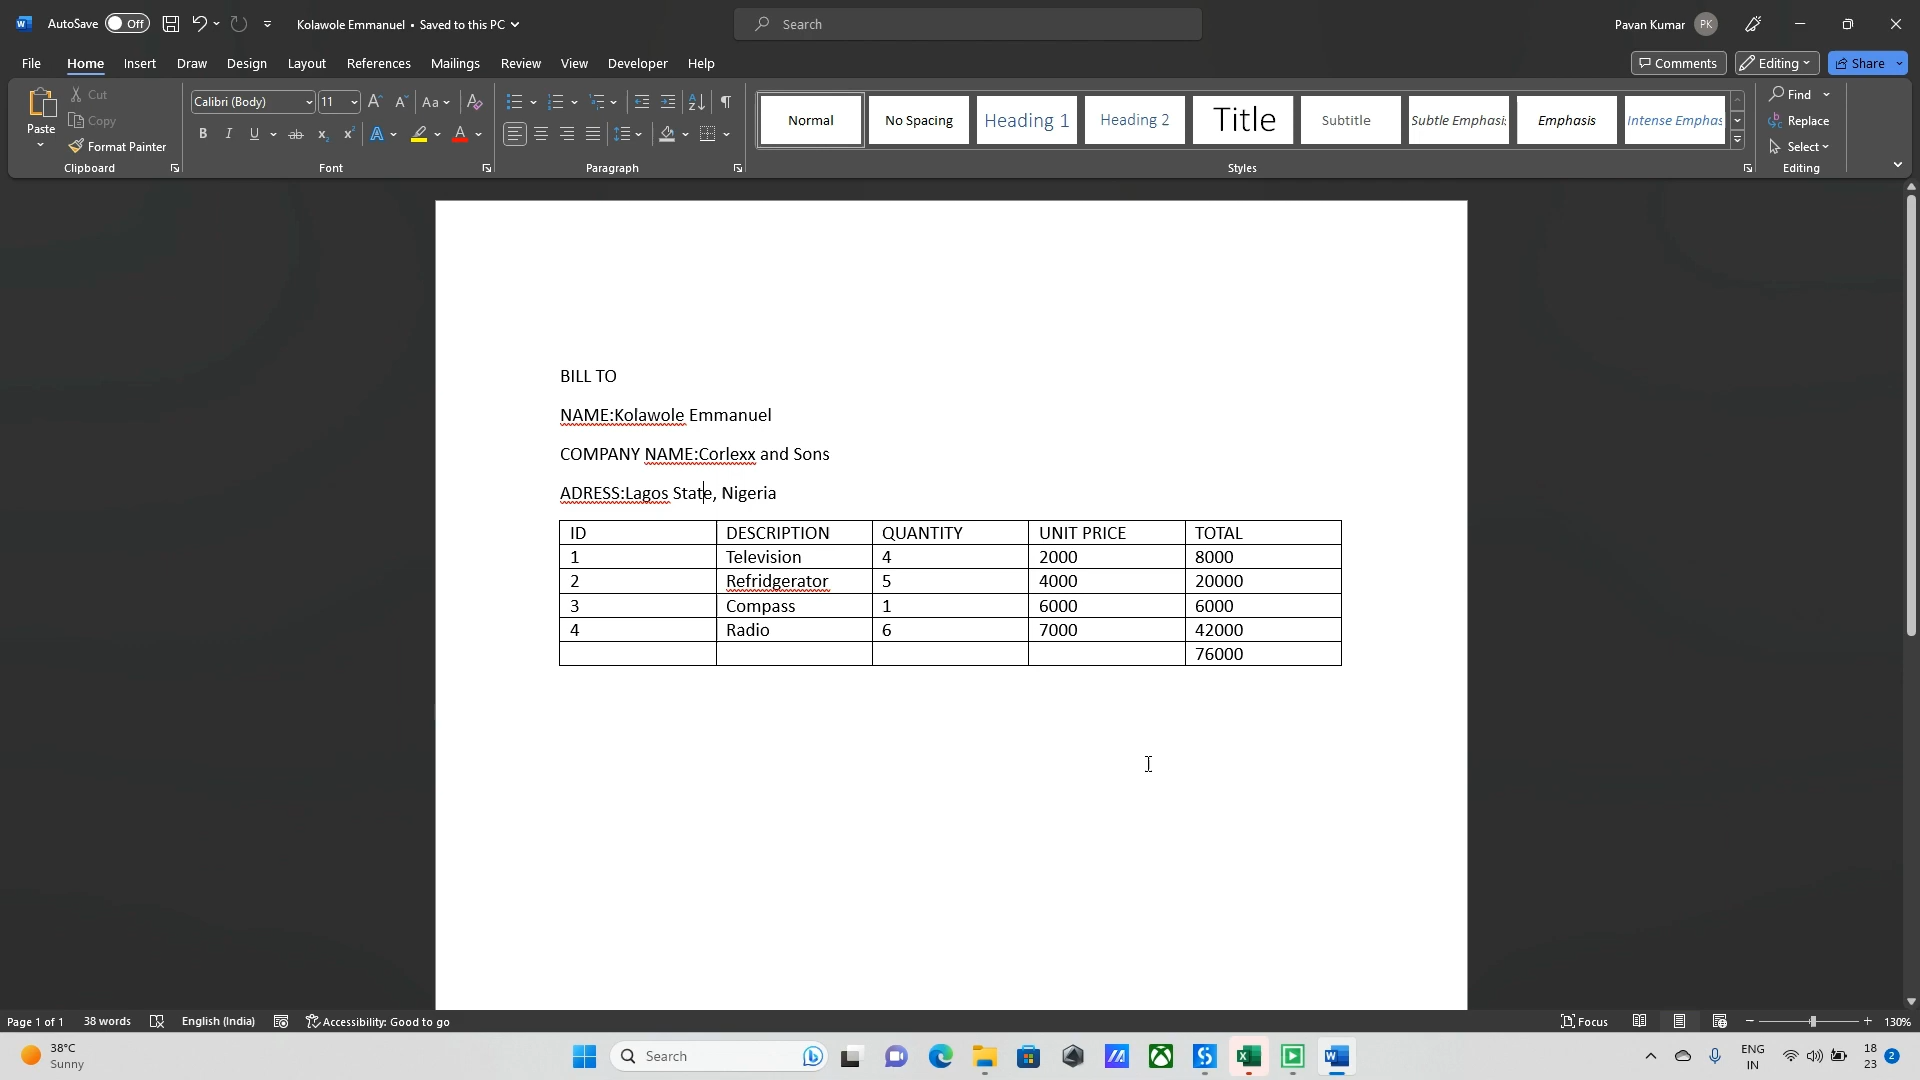 AutoSave Off Kolawole Emmanuel • Saved to this PC Search Pavan Kumar PK
File Home Insert Draw Design Layout References Mailings Review View Developer Help Comments Editing Share
Paste Cut Copy Format Painter Clipboard
Calibri (Body) 11 Aa Font
Paragraph
Normal No Spacing Heading 1 Heading 2 Title Subtitle Subtle Emphasis Emphasis Intense Emphas Styles
Find Replace Select Editing
BILL TO
NAME:Kolawole Emmanuel
COMPANY NAME:Corlexx and Sons
ADRESS:Lagos State, Nigeria
ID DESCRIPTION QUANTITY UNIT PRICE TOTAL
1 Television 4 2000 8000
2 Refridgerator 5 4000 20000
3 Compass 1 6000 6000
4 Radio 6 7000 42000
76000
Page 1 of 1 38 words English (India) Accessibility: Good to go Focus 130%
38°C
Sunny
Search
ENG
IN
18
23
2